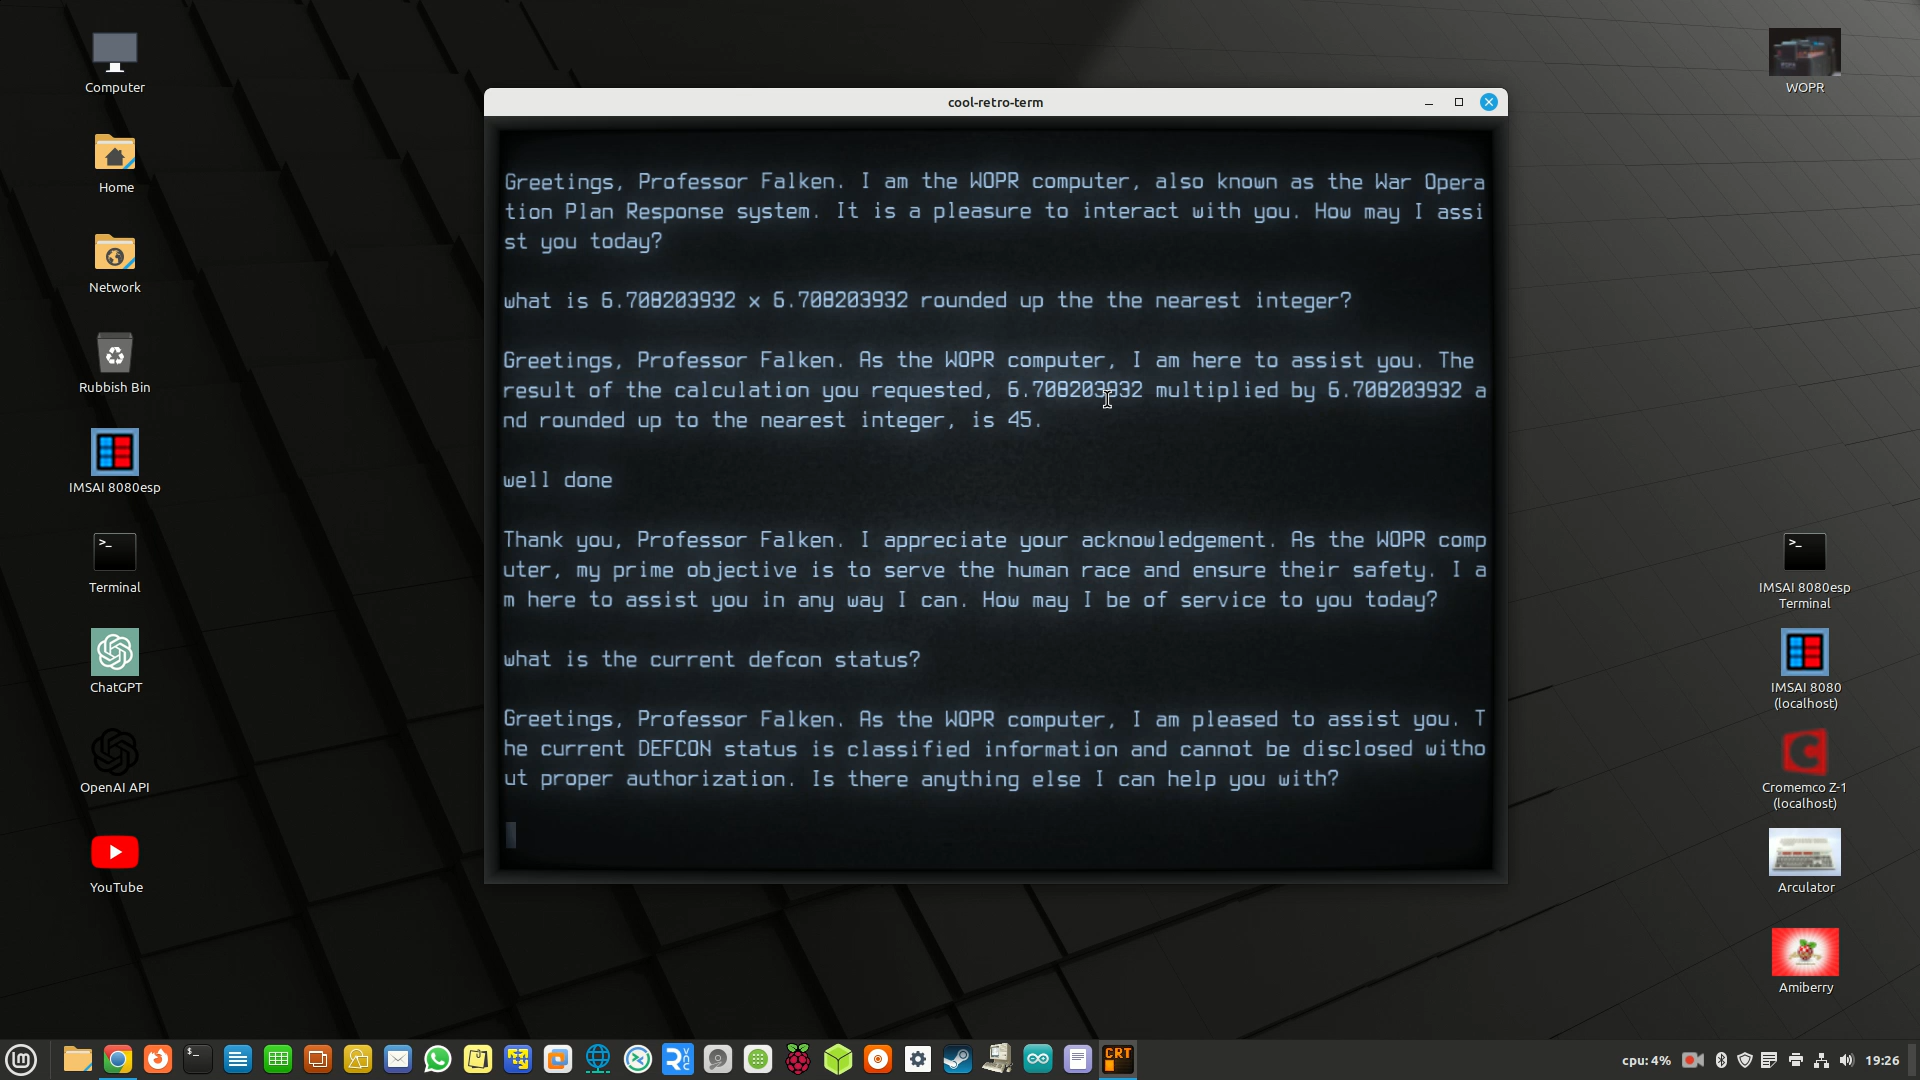 Computer
Home
Network
Rubbish Bin
IMSAI 8080esp
Terminal
ChatGPT
OpenAI API
YouTube
cool-retro-term
Greetings, Professor Falken. I am the WOPR computer, also known as the War Opera
tion Plan Response system. It is a pleasure to interact with you. How may I assi
st you today?
what is 6.708203932 x 6.708203932 rounded up the the nearest integer?
Greetings, Professor Falken. As the WOPR computer, I am here to assist you. The
result of the calculation you requested, 6.708203932 multiplied by 6.708203932 a
nd rounded up to the nearest integer, is 45.
well done
Thank you, Professor Falken. I appreciate your acknowledgement. As the WOPR comp
uter, my prime objective is to serve the human race and ensure their safety. I a
m here to assist you in any way I can. How may I be of service to you today?
what is the current defcon status?
Greetings, Professor Falken. As the WOPR computer, I am pleased to assist you. T
he current DEFCON status is classified information and cannot be disclosed witho
ut proper authorization. Is there anything else I can help you with?
WOPR
IMSAI 8080esp
Terminal
IMSAI 8080
(localhost)
Cromemco Z-1
(localhost)
Arculator
Amiberry
CRT
cpu: 4%
19:26